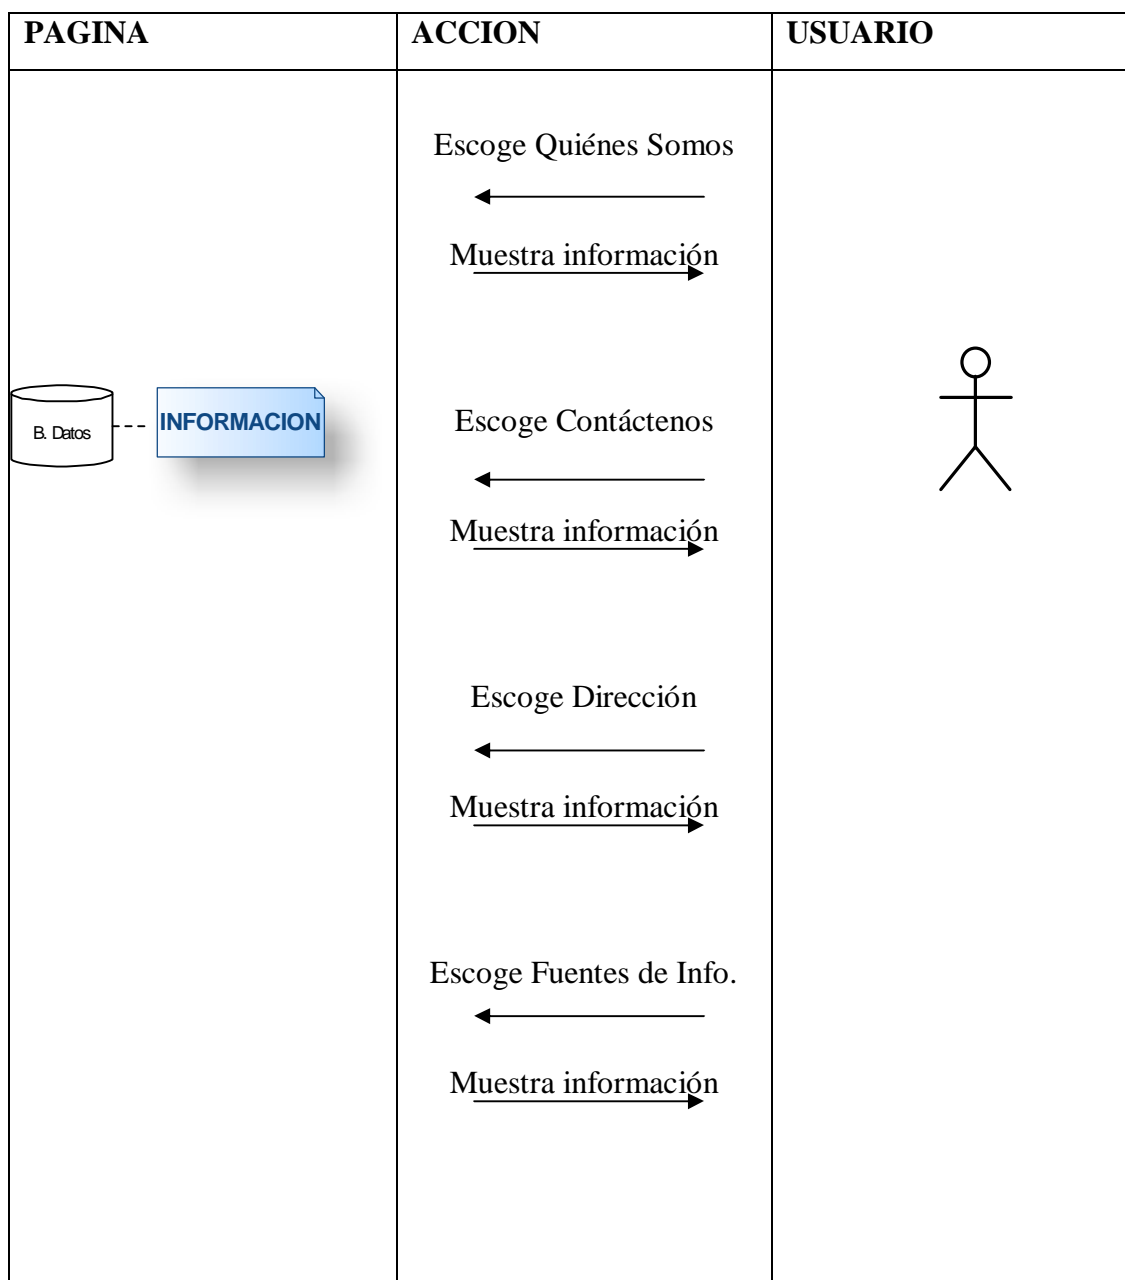 PAGINA
ACCION
USUARIO
Escoge Quiénes Somos
Muestra información
B. Datos
INFORMACION
Escoge Contáctenos
Muestra información
Escoge Dirección
Muestra información
Escoge Fuentes de Info.
Muestra información